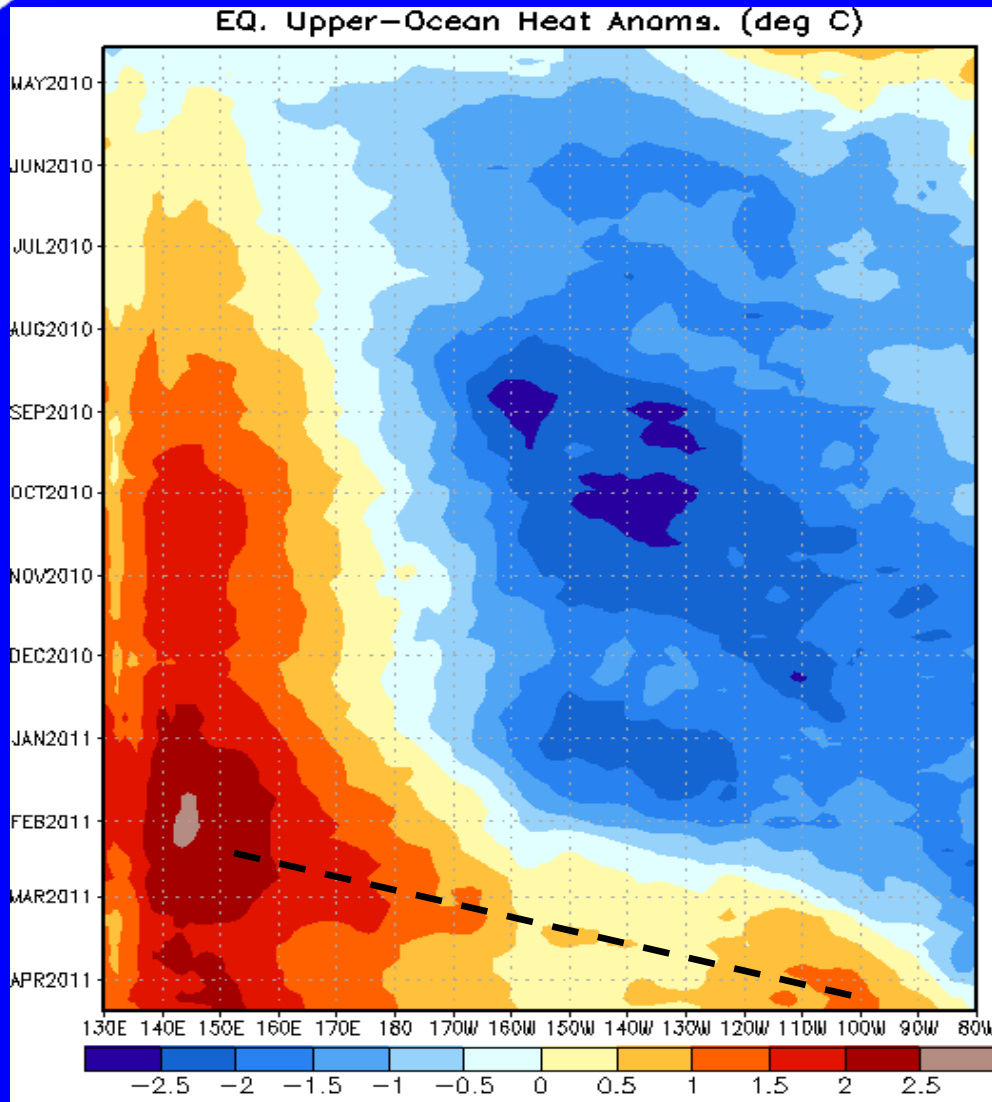 EQ. Upper-Ocean Heat Anoms. (deg C)
MAY2010
JUN2010
JUL2010
AUG2010
SEP2010
OCT2010
NOV2010
DEC2010
JAN2011
FEB2011
MAR2011
APR2011
130E 140E 150E 160E 170E 180 170W 160W 150W 140W 130W 120W 110W 100W 90W 80W
-2.5 -2 -1.5 -1 -0.5 0 0.5 1 1.5 2 2.5